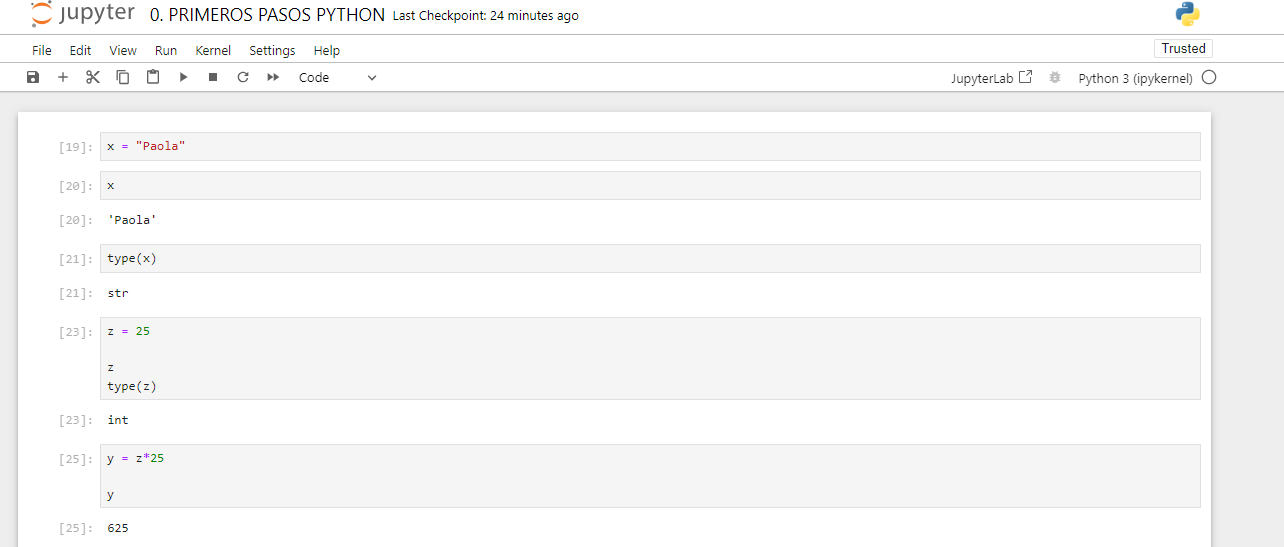 jupyter 0. PRIMEROS PASOS PYTHON Last Checkpoint: 24 minutes ago
File Edit View Run Kernel Settings Help Trusted
Code JupyterLab Python 3 (ipykernel)
[19]: x = "Paola"
[20]: x
[20]: 'Paola'
[21]: type(x)
[21]: str
[23]: z = 25
z
type(z)
[23]: int
[25]: y = z*25
y
[25]: 625